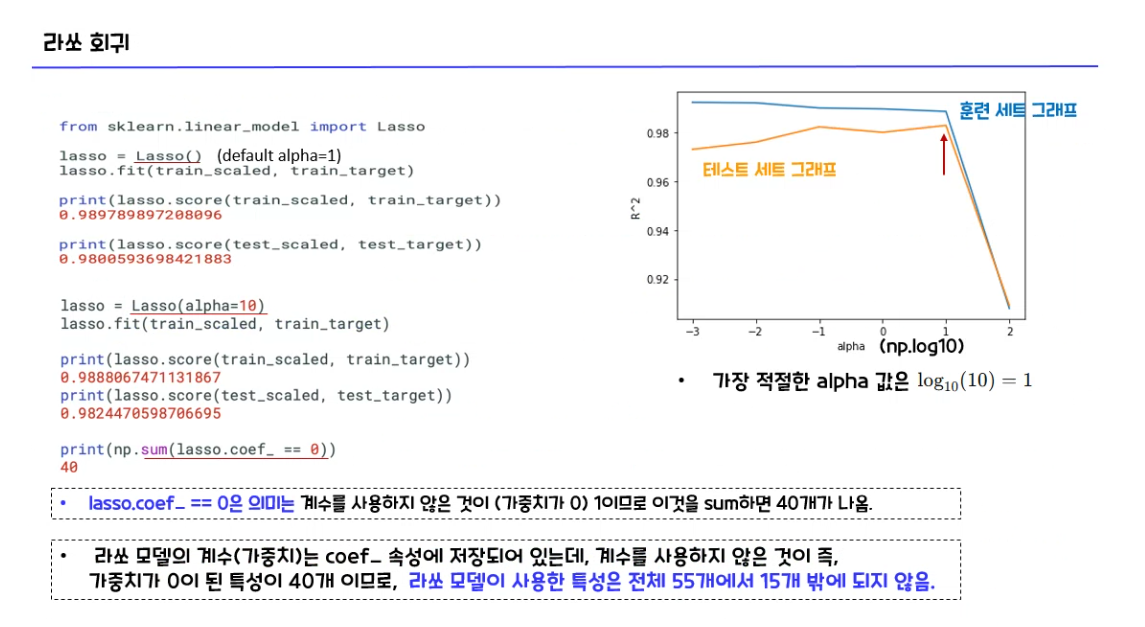 라쏘 회귀
from sklearn.linear_model import Lasso
lasso = Lasso() (default alpha=1)
lasso.fit(train_scaled, train_target)
print(lasso.score(train_scaled, train_target))
0.989789897208096
print(lasso.score(test_scaled, test_target))
0.9800593698421883
lasso = Lasso(alpha=10)
lasso.fit(train_scaled, train_target)
print(lasso.score(train_scaled, train_target))
0.9888067471131867
print(lasso.score(test_scaled, test_target))
0.9824470598706695
print(np.sum(lasso.coef_ == 0))
40
훈련 세트 그래프
테스트 세트 그래프
R^2
0.98
0.96
0.94
0.92
−3 −2 −1 0 1 2
alpha (np.log10)
• 가장 적절한 alpha 값은 log₁₀(10) = 1
• lasso.coef_ == 0은 의미는 계수를 사용하지 않은 것이 (가중치가 0) 1이므로 이것을 sum하면 40개가 나옴.
• 라쏘 모델의 계수(가중치)는 coef_ 속성에 저장되어 있는데, 계수를 사용하지 않은 것이 즉,
가중치가 0이 된 특성이 40개 이므로, 라쏘 모델이 사용한 특성은 전체 55개에서 15개 밖에 되지 않음.